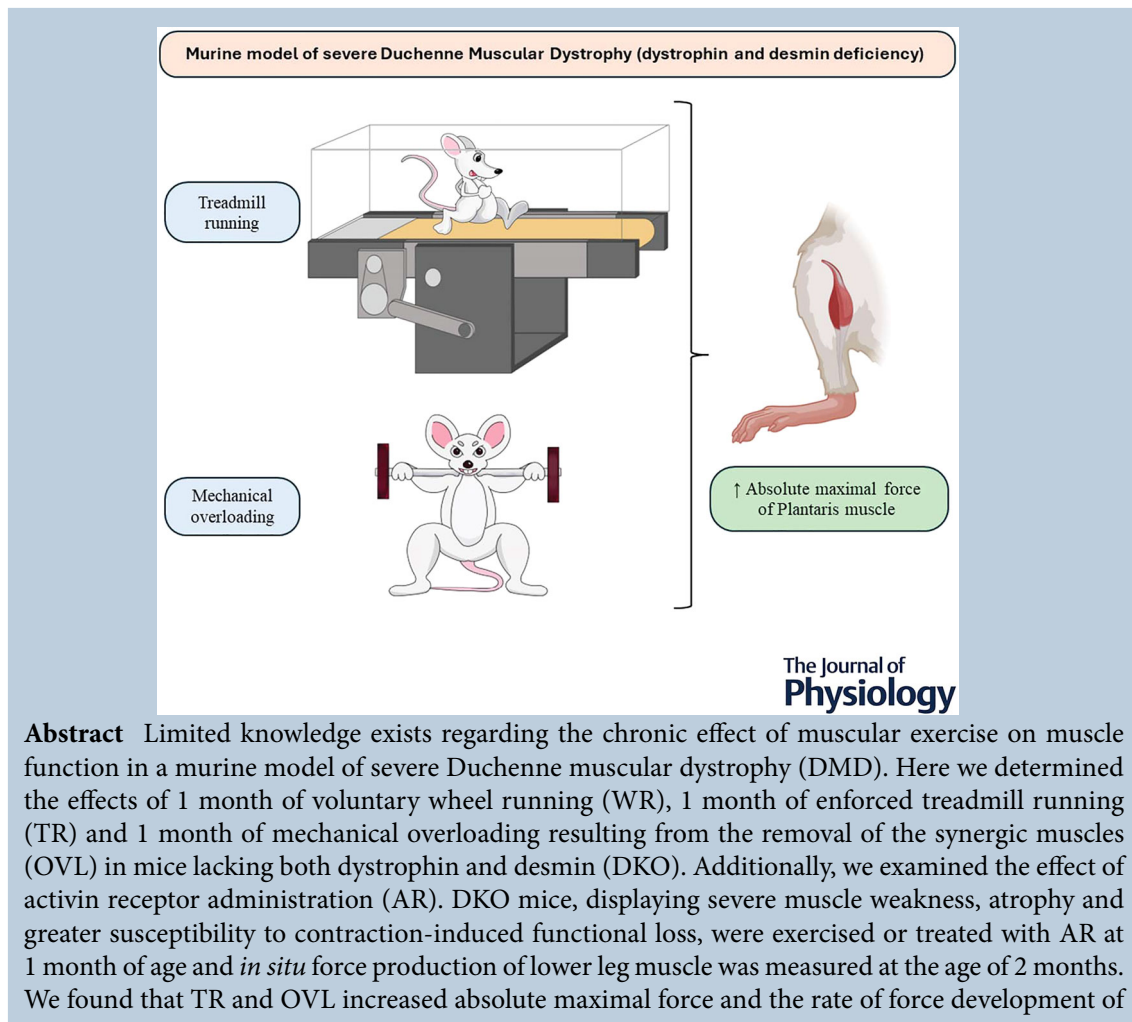 Murine model of severe Duchenne Muscular Dystrophy (dystrophin and desmin deficiency)
Treadmill
running
Mechanical
overloading
↑ Absolute maximal force
of Plantaris muscle
The Journal of
Physiology
Abstract Limited knowledge exists regarding the chronic effect of muscular exercise on muscle
function in a murine model of severe Duchenne muscular dystrophy (DMD). Here we determined
the effects of 1 month of voluntary wheel running (WR), 1 month of enforced treadmill running
(TR) and 1 month of mechanical overloading resulting from the removal of the synergic muscles
(OVL) in mice lacking both dystrophin and desmin (DKO). Additionally, we examined the effect of
activin receptor administration (AR). DKO mice, displaying severe muscle weakness, atrophy and
greater susceptibility to contraction-induced functional loss, were exercised or treated with AR at
1 month of age and in situ force production of lower leg muscle was measured at the age of 2 months.
We found that TR and OVL increased absolute maximal force and the rate of force development of